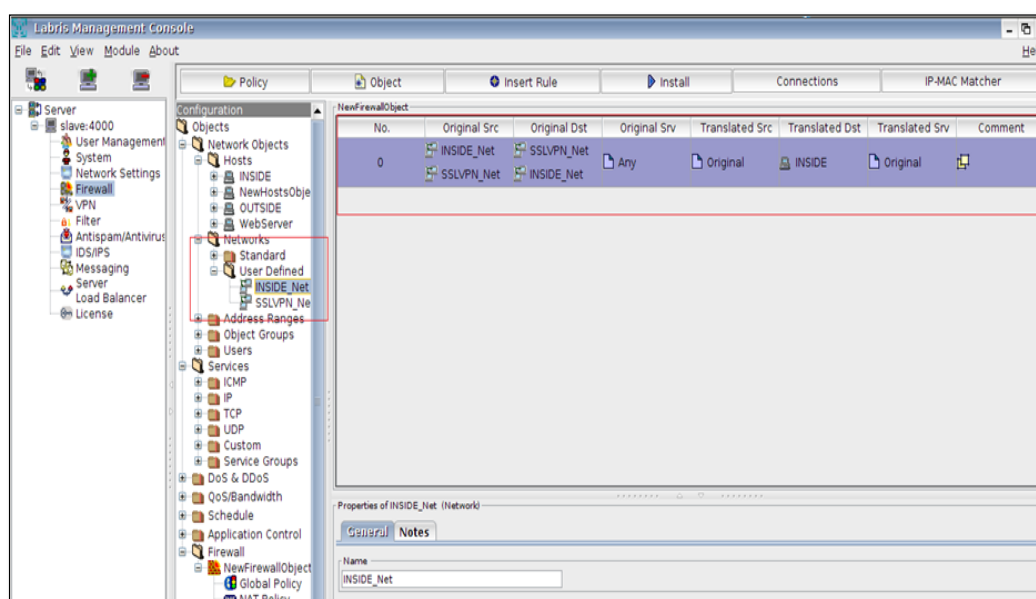 Labris Management Console
File Edit View Module About He
Policy Object Insert Rule Install Connections IP-MAC Matcher
Server
slave:4000
User Management
System
Network Settings
Firewall
VPN
Filter
Antispam/Antivirus
IDS/IPS
Messaging
Server
Load Balancer
License
Configuration
Objects
Network Objects
Hosts
INSIDE
NewHostsObje
OUTSIDE
WebServer
Networks
Standard
User Defined
INSIDE_Net
SSLVPN_Ne
Address Ranges
Object Groups
Users
Services
ICMP
IP
TCP
UDP
Custom
Service Groups
DoS & DDoS
QoS/Bandwidth
Schedule
Application Control
Firewall
NewFirewallObject
Global Policy
NAT Policy
NewFirewallObject
No. Original Src Original Dst Original Srv Translated Src Translated Dst Translated Srv Comment
0 INSIDE_Net SSLVPN_Net Any Original INSIDE Original
SSLVPN_Net INSIDE_Net
Properties of INSIDE_Net (Network)
General Notes
Name
INSIDE_Net